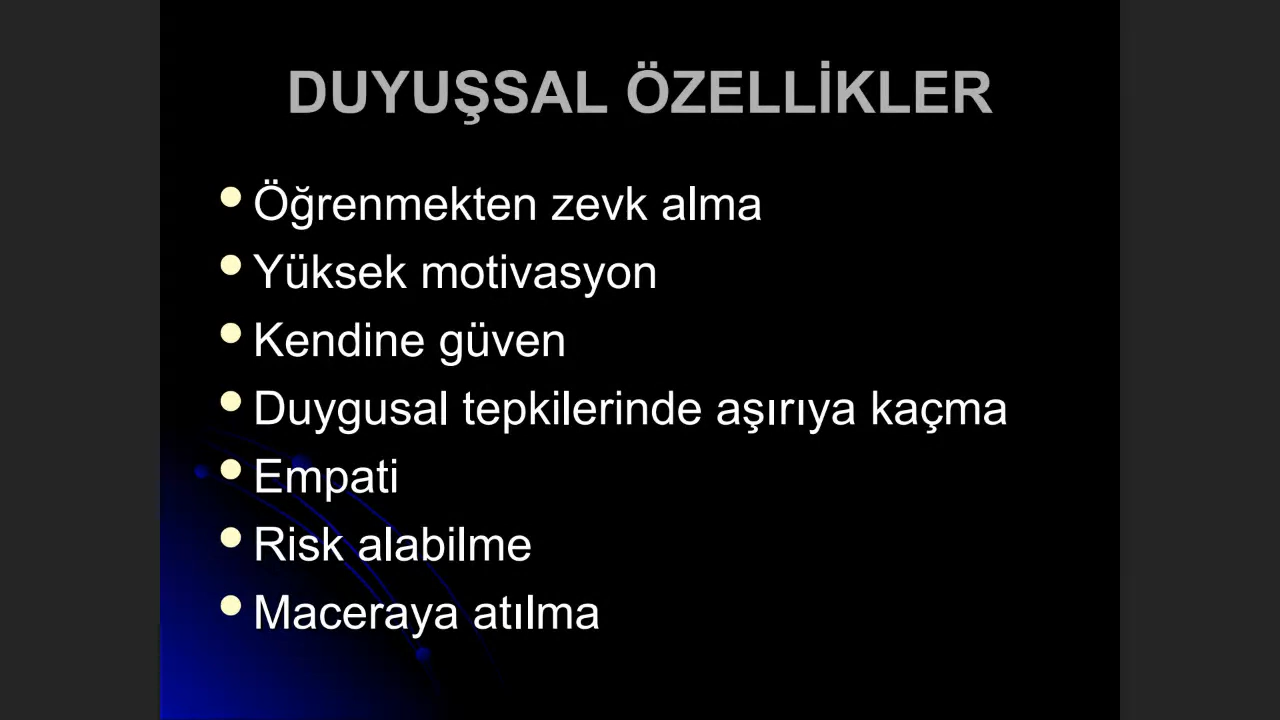 DUYUŞSAL ÖZELLİKLER
Öğrenmekten zevk alma
Yüksek motivasyon
Kendine güven
Duygusal tepkilerinde aşırıya kaçma
Empati
Risk alabilme
Maceraya atılma